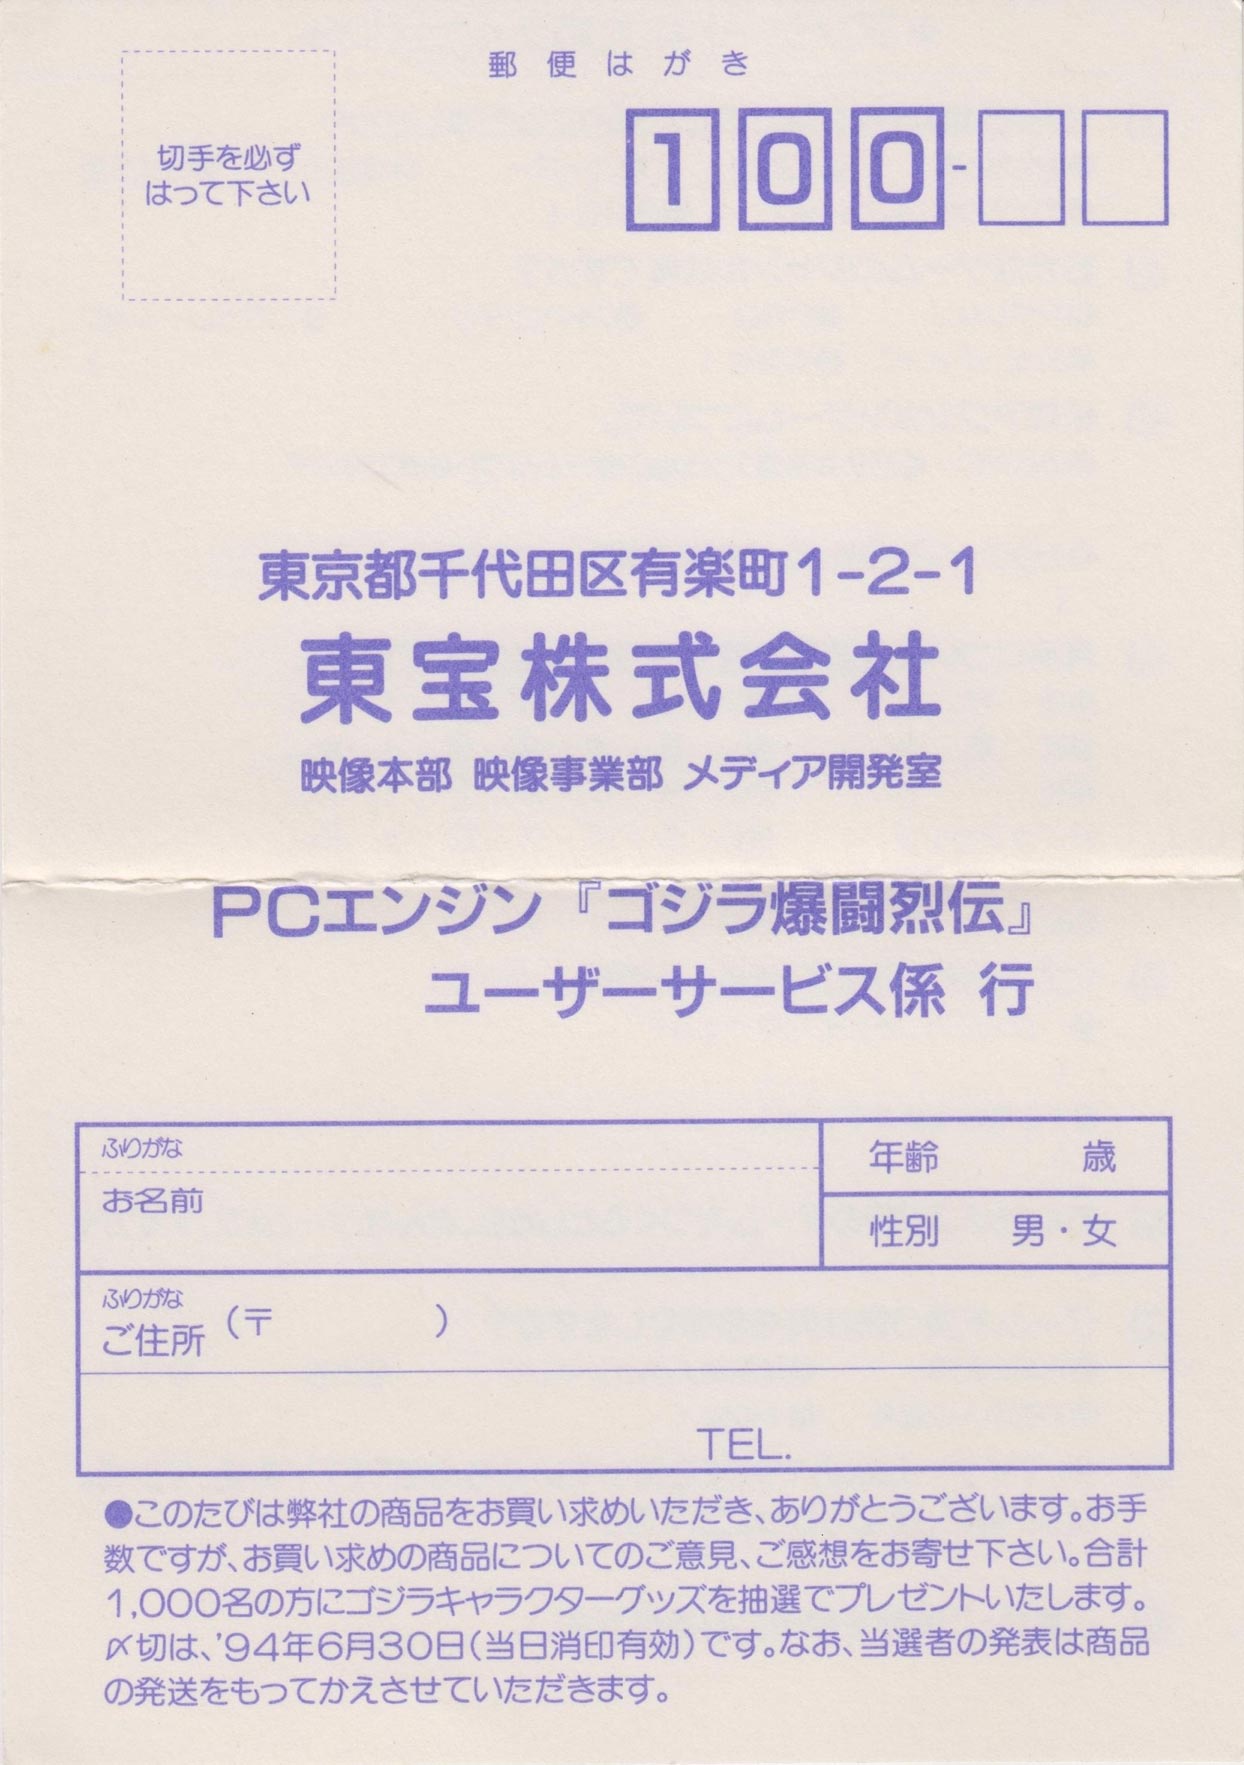 郵便はがき
切手を必ず
はって下さい
100-
東京都千代田区有楽町1-2-1
東宝株式会社
映像本部 映像事業部 メディア開発室
PCエンジン『ゴジラ爆闘烈伝』
ユーザーサービス係 行
ふりがな
お名前
年齢 歳
性別 男・女
ふりがな
ご住所 (〒 )
TEL.
●このたびは弊社の商品をお買い求めいただき、ありがとうございます。お手
数ですが、お買い求めの商品についてのご意見、ご感想をお寄せ下さい。合計
1,000名の方にゴジラキャラクターグッズを抽選でプレゼントいたします。
〆切は、'94年6月30日(当日消印有効)です。なお、当選者の発表は商品
の発送をもってかえさせていただきます。